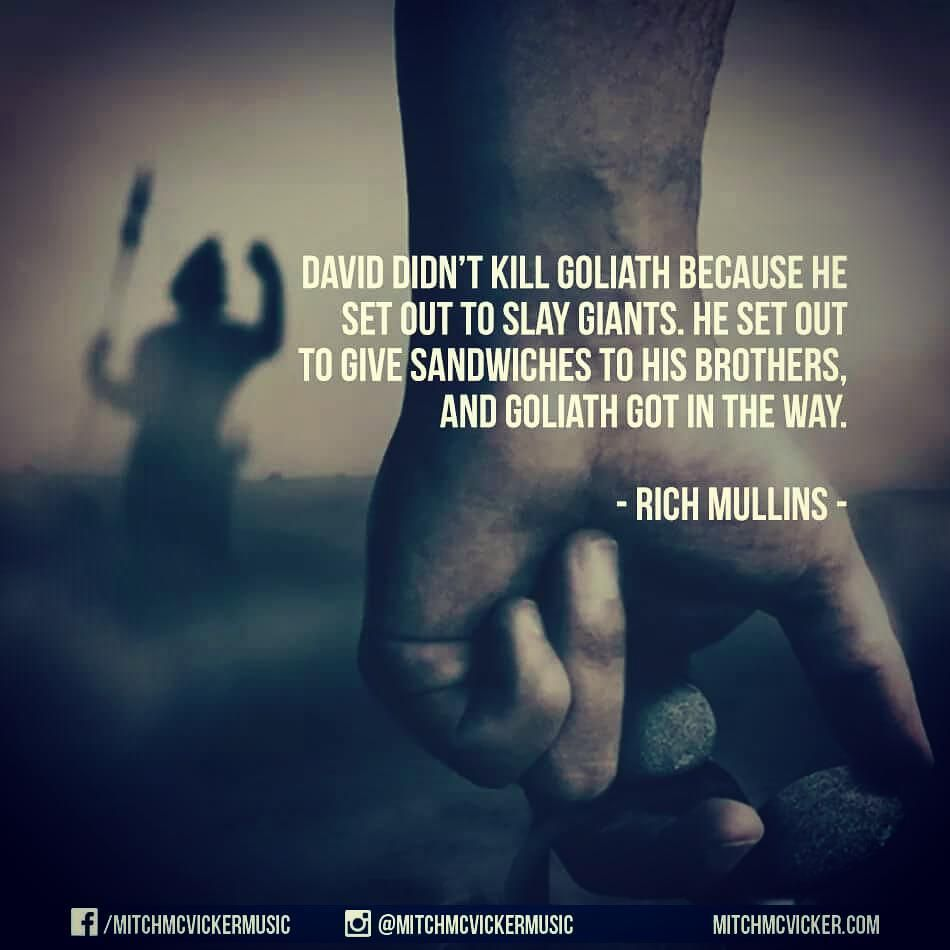 DAVID DIDN'T KILL GOLIATH BECAUSE HE
SET OUT TO SLAY GIANTS. HE SET OUT
TO GIVE SANDWICHES TO HIS BROTHERS,
AND GOLIATH GOT IN THE WAY.
- RICH MULLINS -
/MITCHMCVICKERMUSIC @MITCHMCVICKERMUSIC MITCHMCVICKER.COM